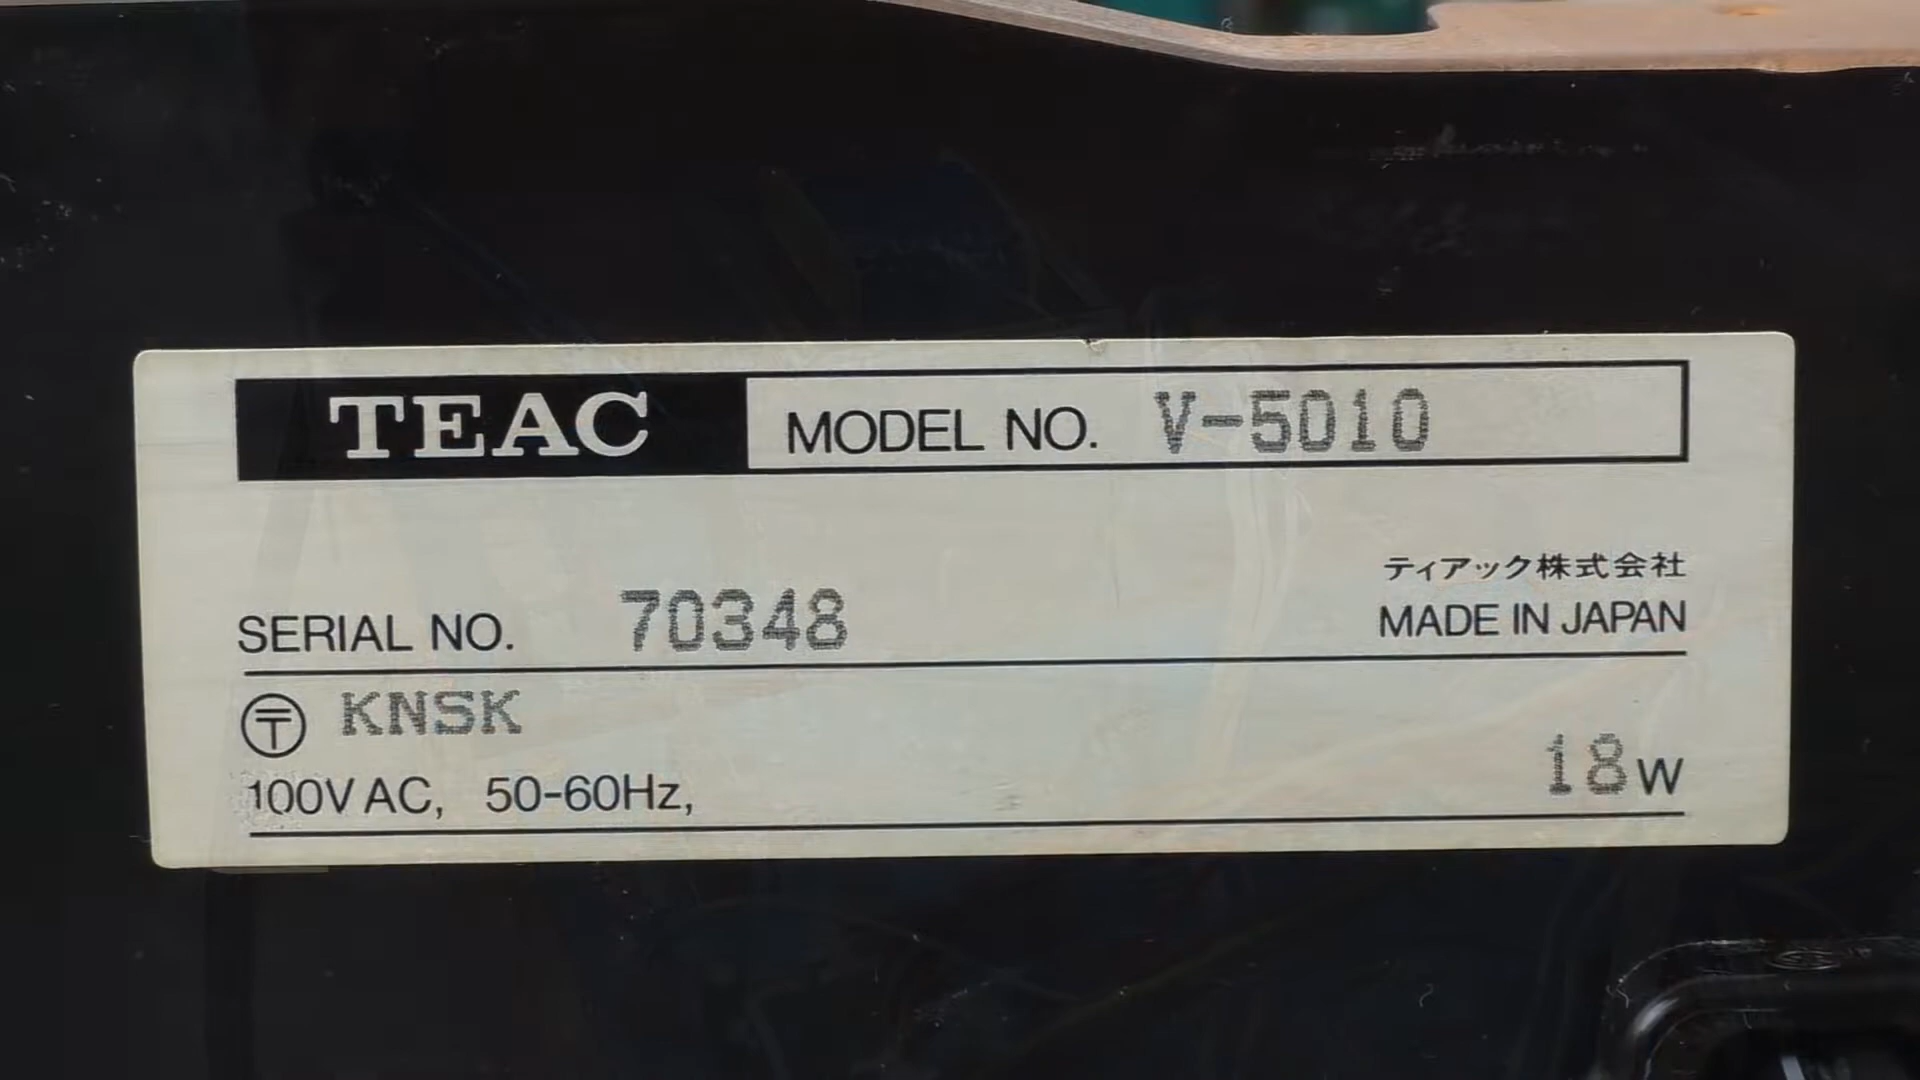 TEAC MODEL NO. V-5010
ティアック株式会社
SERIAL NO. 70348 MADE IN JAPAN
〶 KNSK
100V AC, 50-60Hz, 18W